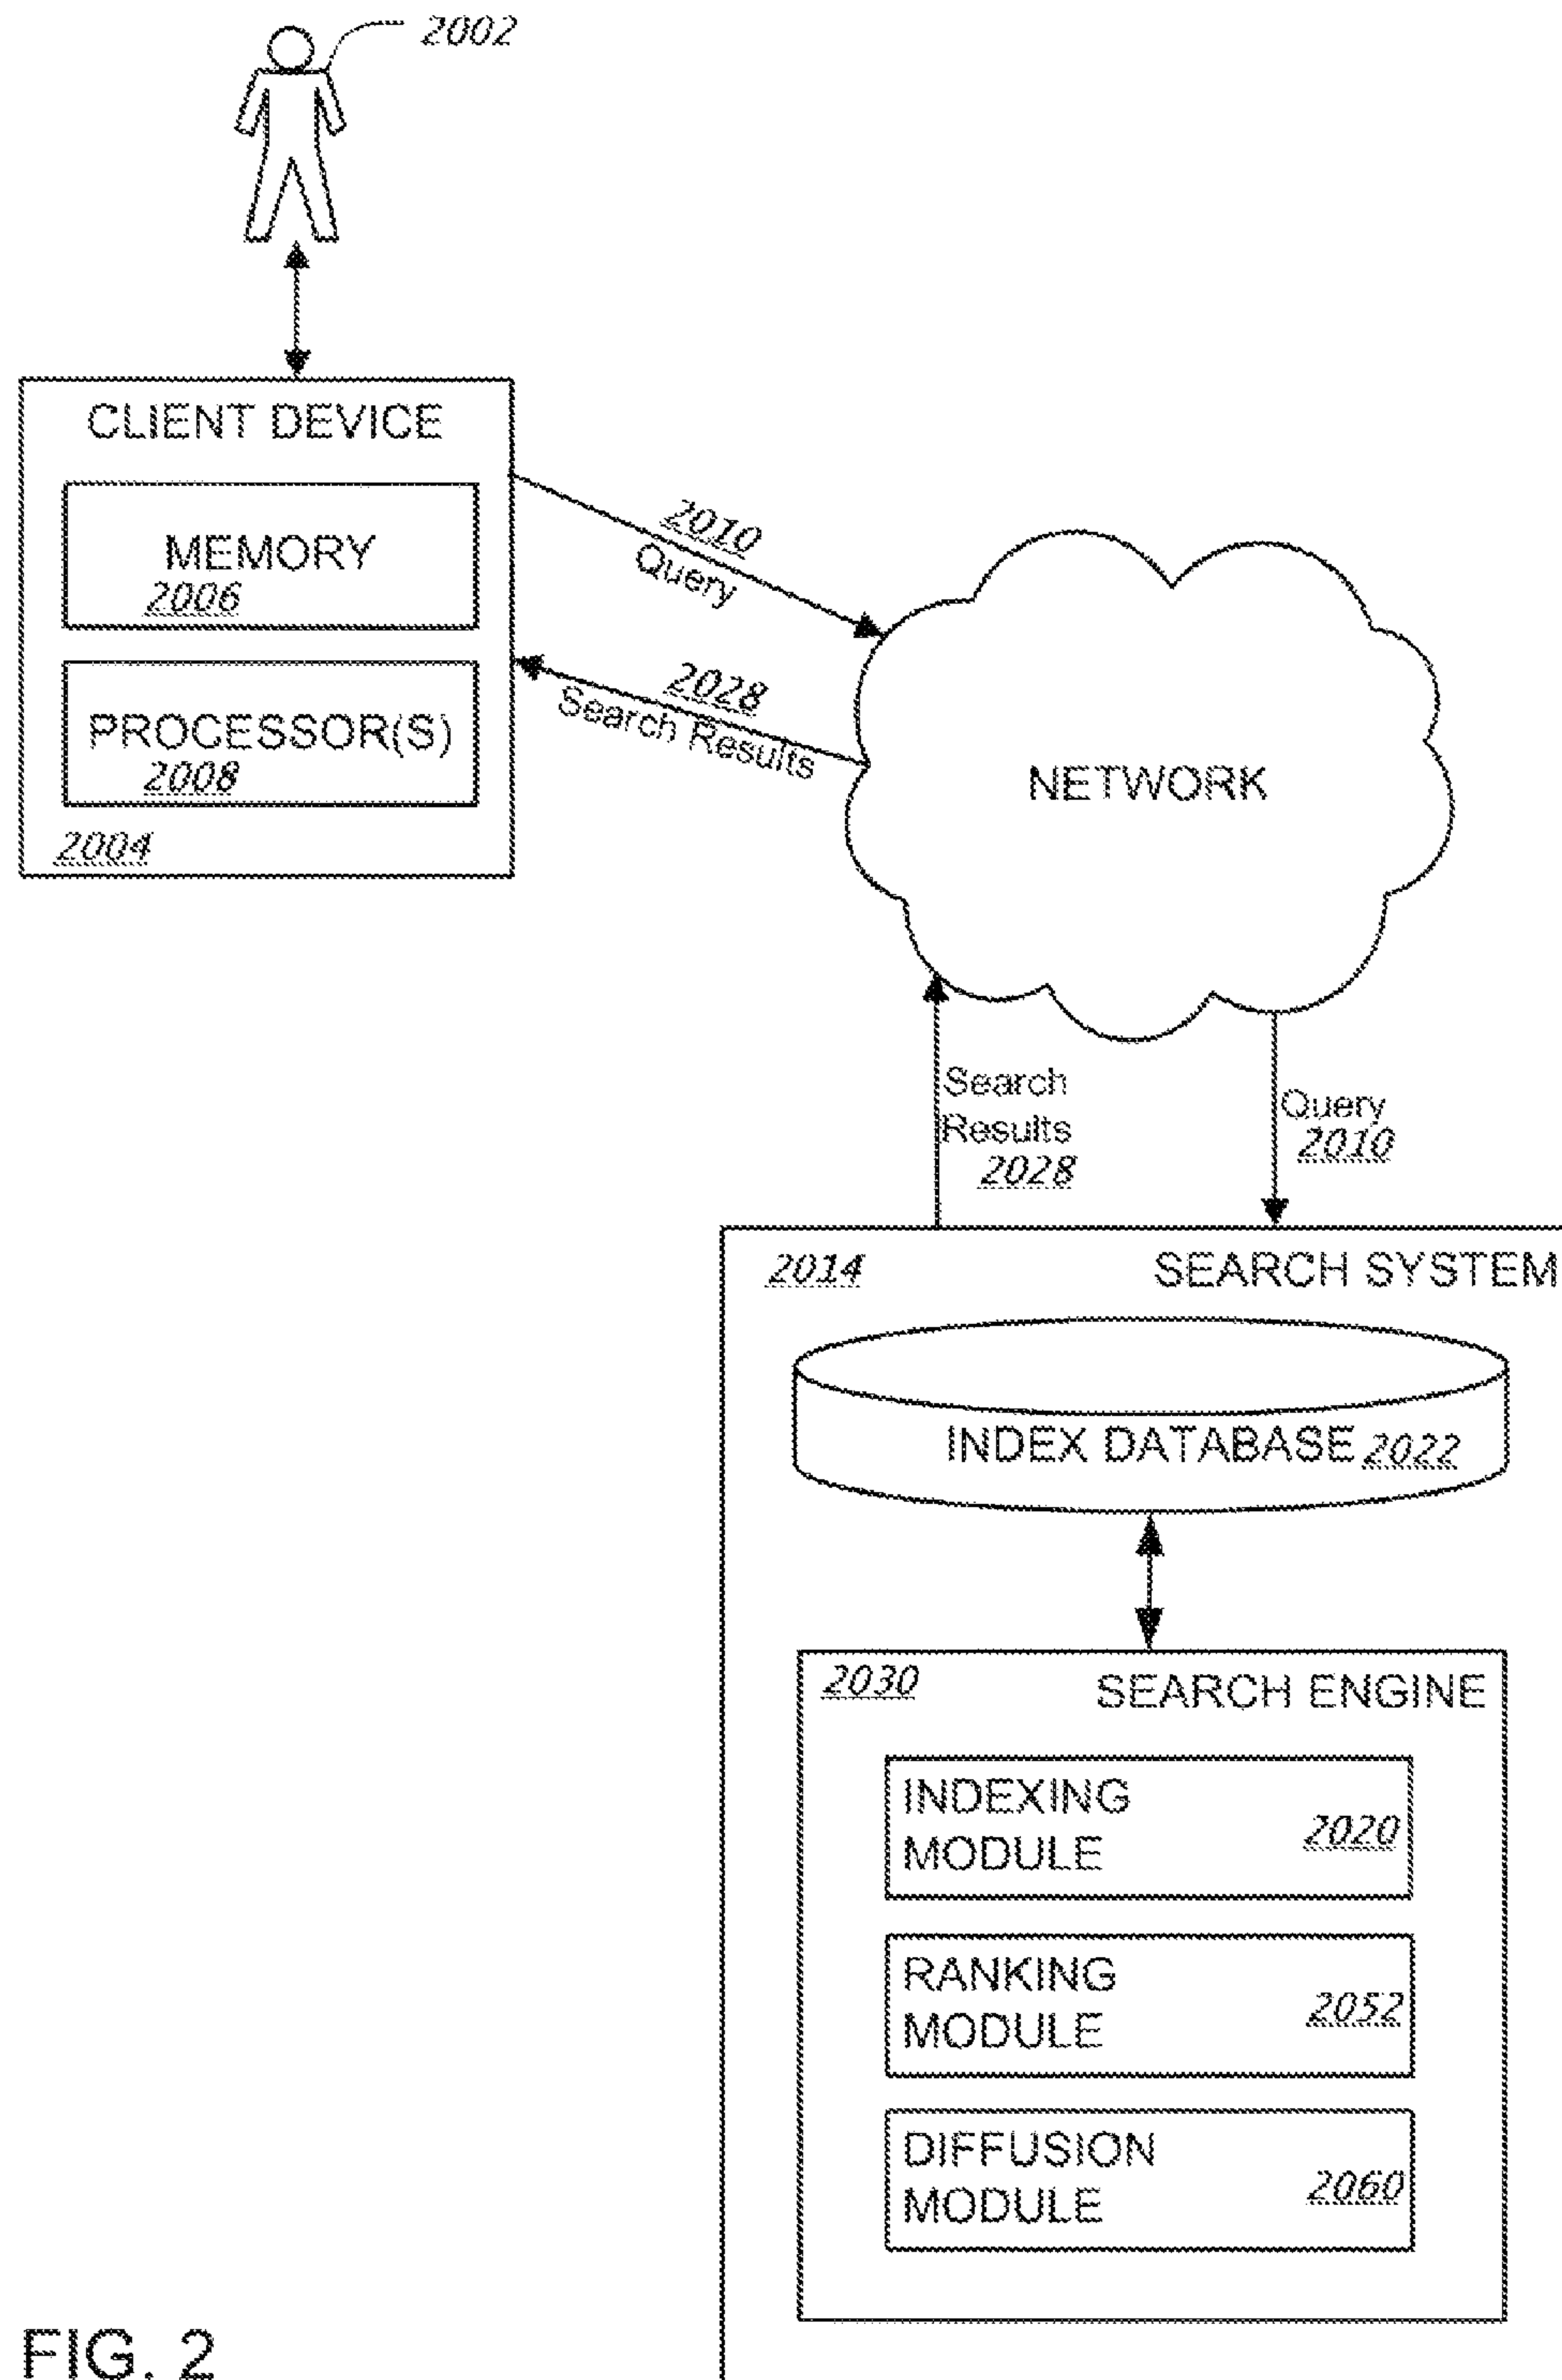 2002
CLIENT DEVICE
MEMORY
2006
PROCESSOR(S)
2008
2004
2010
Query
2028
Search Results
NETWORK
Search
Results
2028
Query
2010
2014 SEARCH SYSTEM
INDEX DATABASE 2022
2030 SEARCH ENGINE
INDEXING
MODULE
2020
RANKING
MODULE
2052
DIFFUSION
MODULE
2060
FIG. 2